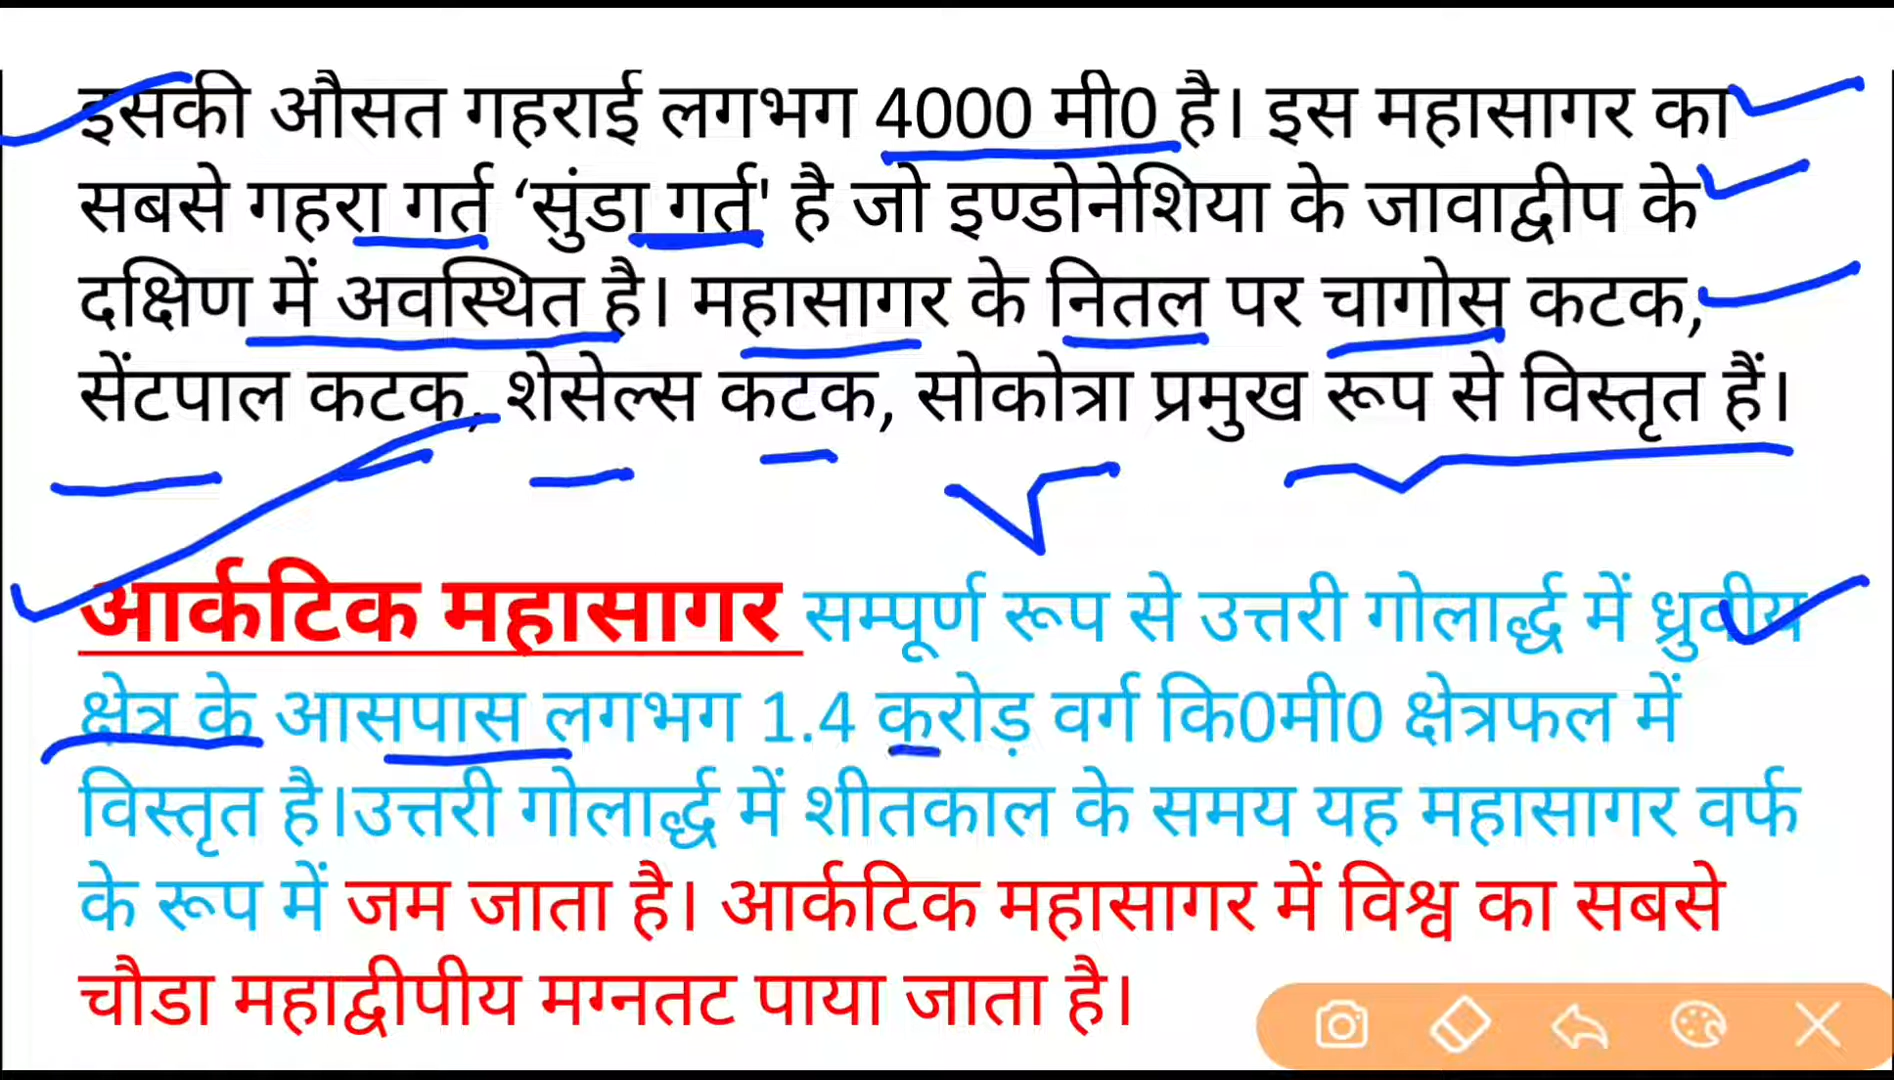 इसकी औसत गहराई लगभग 4000 मी0 है। इस महासागर का
सबसे गहरा गर्त ‘सुंडा गर्त' है जो इण्डोनेशिया के जावाद्वीप के
दक्षिण में अवस्थित है। महासागर के नितल पर चागोस कटक,
सेंटपाल कटक, शेसेल्स कटक, सोकोत्रा प्रमुख रूप से विस्तृत हैं।
आर्कटिक महासागर सम्पूर्ण रूप से उत्तरी गोलार्द्ध में ध्रुवीय
क्षेत्र के आसपास लगभग 1.4 करोड़ वर्ग कि0मी0 क्षेत्रफल में
विस्तृत है।उत्तरी गोलार्द्ध में शीतकाल के समय यह महासागर वर्फ
के रूप में जम जाता है। आर्कटिक महासागर में विश्व का सबसे
चौडा महाद्वीपीय मग्नतट पाया जाता है।